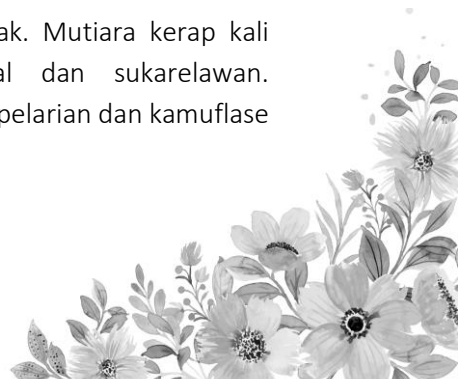 ak. Mutiara kerap kali
al dan sukarelawan.
pelarian dan kamuflase